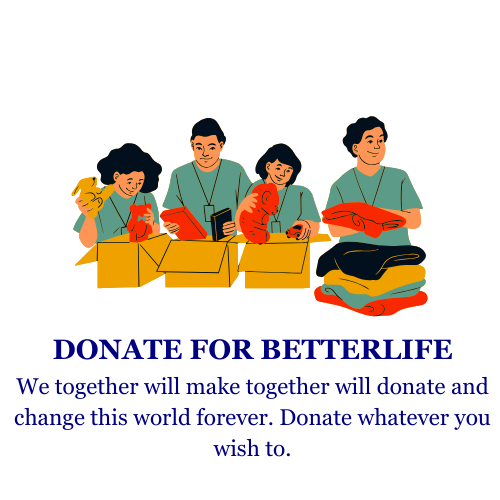 DONATE FOR BETTERLIFE
We together will make together will donate and
change this world forever. Donate whatever you
wish to.